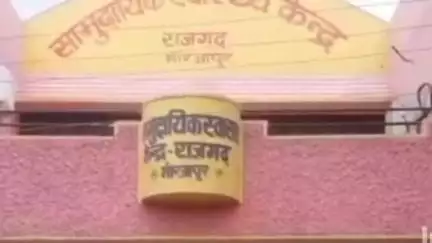 सामुदायिक स्वास्थ्य केन्द्र
राजगढ़
मीरजापुर
सामुदायिक स्वास्थ्य
केन्द्र - राजगढ़
मीरजापुर